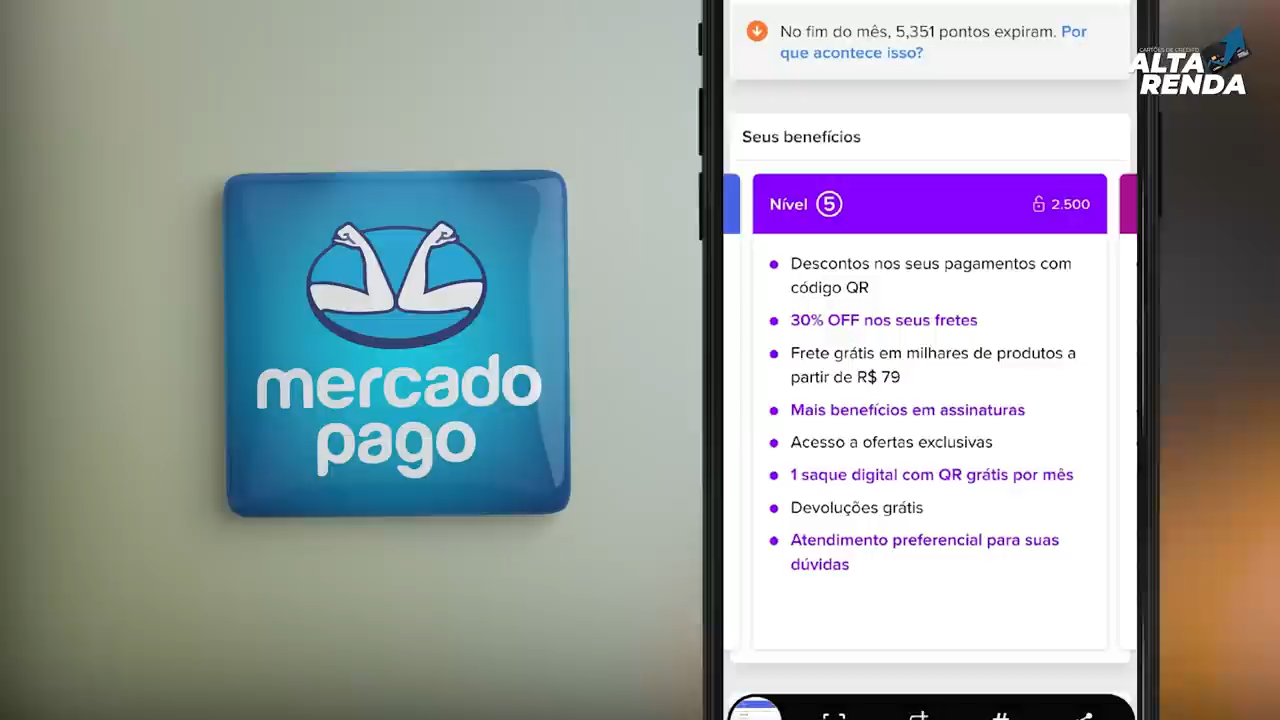 No fim do mês, 5,351 pontos expiram. Por
que acontece isso?
CARTÕES DE CRÉDITO
ALTA
RENDA
Seus benefícios
Nível 5
2.500
Descontos nos seus pagamentos com
código QR
30% OFF nos seus fretes
Frete grátis em milhares de produtos a
partir de R$ 79
Mais benefícios em assinaturas
Acesso a ofertas exclusivas
1 saque digital com QR grátis por mês
Devoluções grátis
Atendimento preferencial para suas
dúvidas
mercado
pago